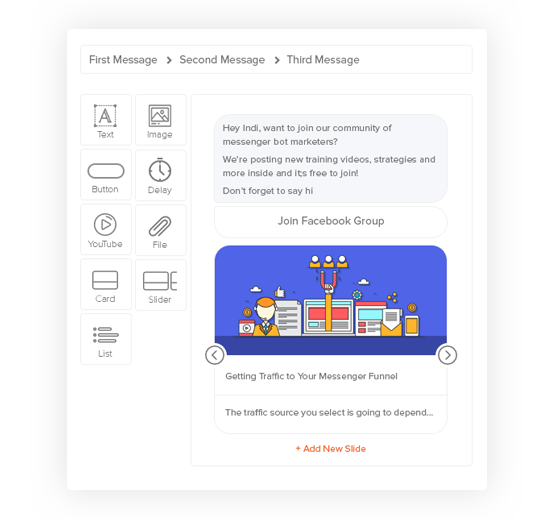 First Message > Second Message > Third Message
Text
Image
Button
Delay
YouTube
File
Card
Slider
List
Hey Indi, want to join our community of
messenger bot marketers?
We're posting new training videos, strategies and
more inside and it;s free to join!
Don't forget to say hi
Join Facebook Group
Getting Traffic to Your Messenger Funnel
The traffic source you select is going to depend...
+ Add New Slide